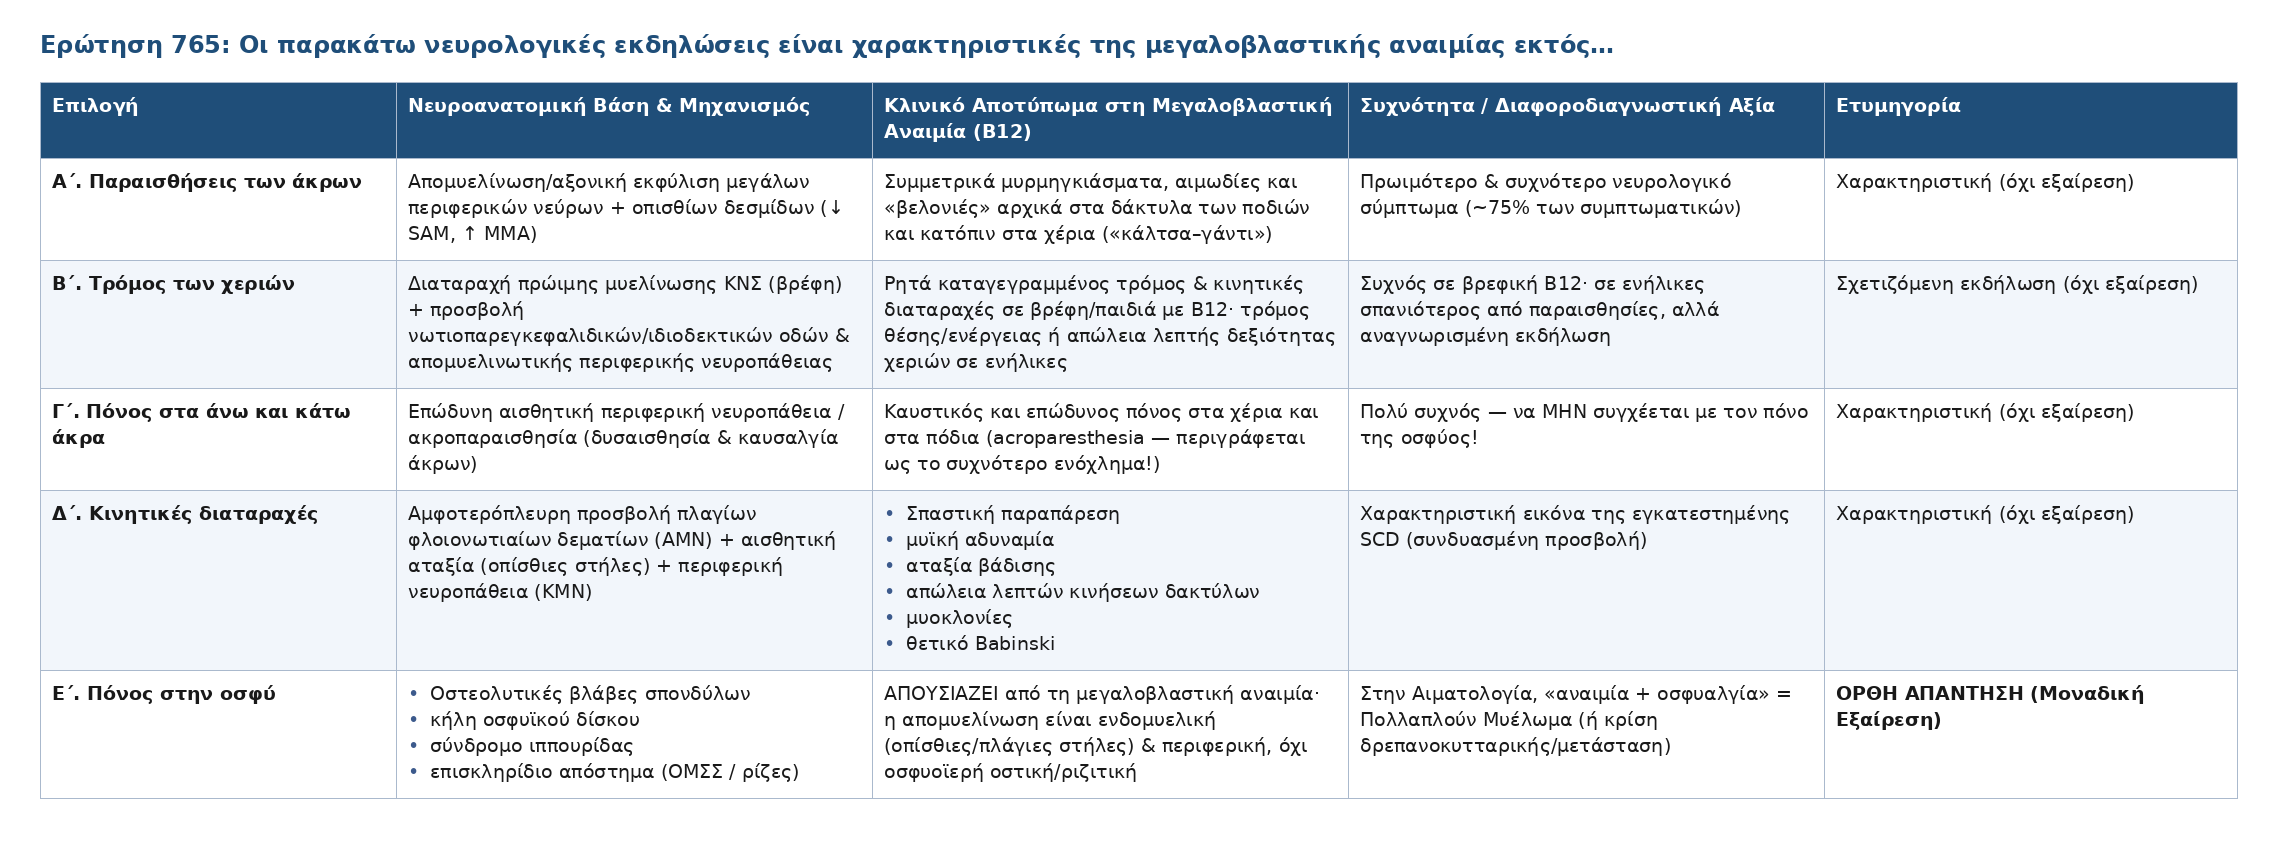 Ερώτηση 765: Οι παρακάτω νευρολογικές εκδηλώσεις είναι χαρακτηριστικές της μεγαλοβλαστικής αναιμίας εκτός...
Επιλογή
Νευροανατομική Βάση & Μηχανισμός
Κλινικό Αποτύπωμα στη Μεγαλοβλαστική
Αναιμία (Β12)
Συχνότητα / Διαφοροδιαγνωστική Αξία
Ετυμηγορία
Α΄. Παραισθήσεις των άκρων
Απομυελίνωση/αξονική εκφύλιση μεγάλων
περιφερικών νεύρων + οπισθίων δεσμίδων (↓
SAM, ↑ MMA)
Συμμετρικά μυρμηγκιάσματα, αιμωδίες και
«βελονιές» αρχικά στα δάκτυλα των ποδιών
και κατόπιν στα χέρια («κάλτσα–γάντι»)
Πρωιμότερο & συχνότερο νευρολογικό
σύμπτωμα (~75% των συμπτωματικών)
Χαρακτηριστική (όχι εξαίρεση)
Β΄. Τρόμος των χεριών
Διαταραχή πρώιμης μυελίνωσης ΚΝΣ (βρέφη)
+ προσβολή
νωτιοπαρεγκεφαλιδικών/ιδιοδεκτικών οδών &
απομυελινωτικής περιφερικής νευροπάθειας
Ρητά καταγεγραμμένος τρόμος & κινητικές
διαταραχές σε βρέφη/παιδιά με Β12· τρόμος
θέσης/ενέργειας ή απώλεια λεπτής δεξιότητας
χεριών σε ενήλικες
Συχνός σε βρεφική Β12· σε ενήλικες
σπανιότερος από παραισθησίες, αλλά
αναγνωρισμένη εκδήλωση
Σχετιζόμενη εκδήλωση (όχι εξαίρεση)
Γ΄. Πόνος στα άνω και κάτω
άκρα
Επώδυνη αισθητική περιφερική νευροπάθεια /
ακροπαραισθησία (δυσαισθησία & καυσαλγία
άκρων)
Καυστικός και επώδυνος πόνος στα χέρια και
στα πόδια (acroparesthesia — περιγράφεται
ως το συχνότερο ενόχλημα!)
Πολύ συχνός — να ΜΗΝ συγχέεται με τον πόνο
της οσφύος!
Χαρακτηριστική (όχι εξαίρεση)
Δ΄. Κινητικές διαταραχές
Αμφοτερόπλευρη προσβολή πλαγίων
φλοιονωτιαίων δεματίων (ΑΜΝ) + αισθητική
αταξία (οπίσθιες στήλες) + περιφερική
νευροπάθεια (ΚΜΝ)
• Σπαστική παραπάρεση
• μυϊκή αδυναμία
• αταξία βάδισης
• απώλεια λεπτών κινήσεων δακτύλων
• μυοκλονίες
• θετικό Babinski
Χαρακτηριστική εικόνα της εγκατεστημένης
SCD (συνδυασμένη προσβολή)
Χαρακτηριστική (όχι εξαίρεση)
Ε΄. Πόνος στην οσφύ
• Οστεολυτικές βλάβες σπονδύλων
• κήλη οσφυϊκού δίσκου
• σύνδρομο ιππουρίδας
• επισκληρίδιο απόστημα (ΟΜΣΣ / ρίζες)
ΑΠΟΥΣΙΑΖΕΙ από τη μεγαλοβλαστική αναιμία·
η απομυελίνωση είναι ενδομυελική
(οπίσθιες/πλάγιες στήλες) & περιφερική, όχι
οσφυοϊερή οστική/ριζιτική
Στην Αιματολογία, «αναιμία + οσφυαλγία» =
Πολλαπλούν Μυέλωμα (ή κρίση
δρεπανοκυτταρικής/μετάσταση)
ΟΡΘΗ ΑΠΑΝΤΗΣΗ (Μοναδική
Εξαίρεση)